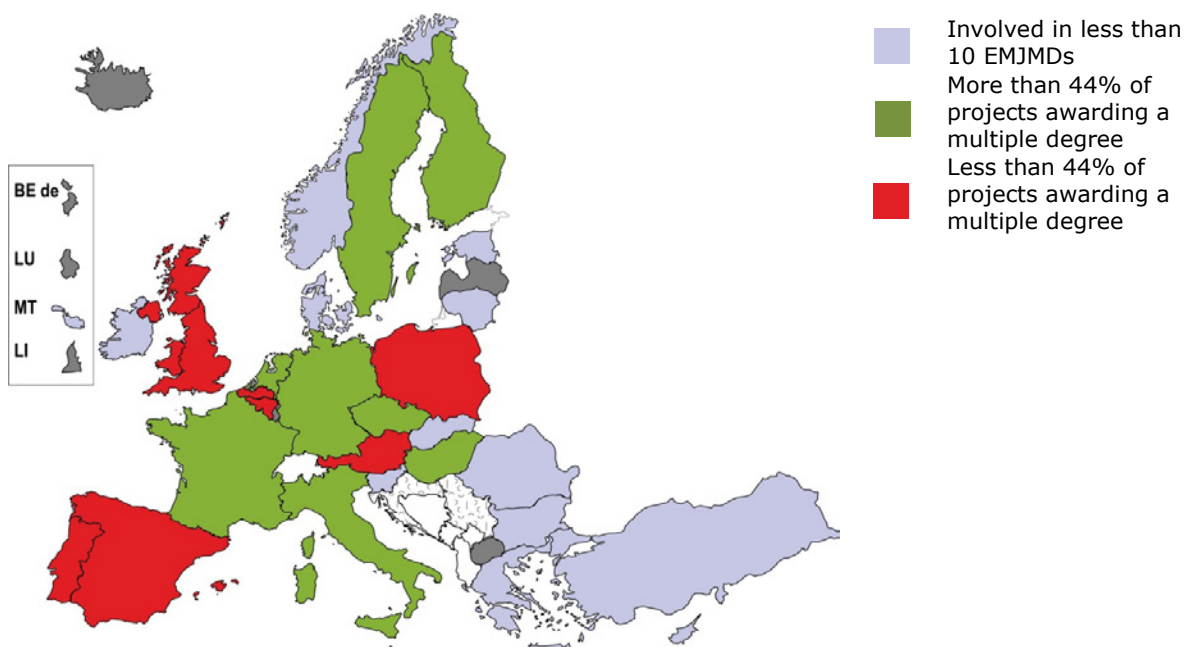 Involved in less than
10 EMJMDs
More than 44% of
projects awarding a
multiple degree
Less than 44% of
projects awarding a
multiple degree
BE de
LU
MT
LI